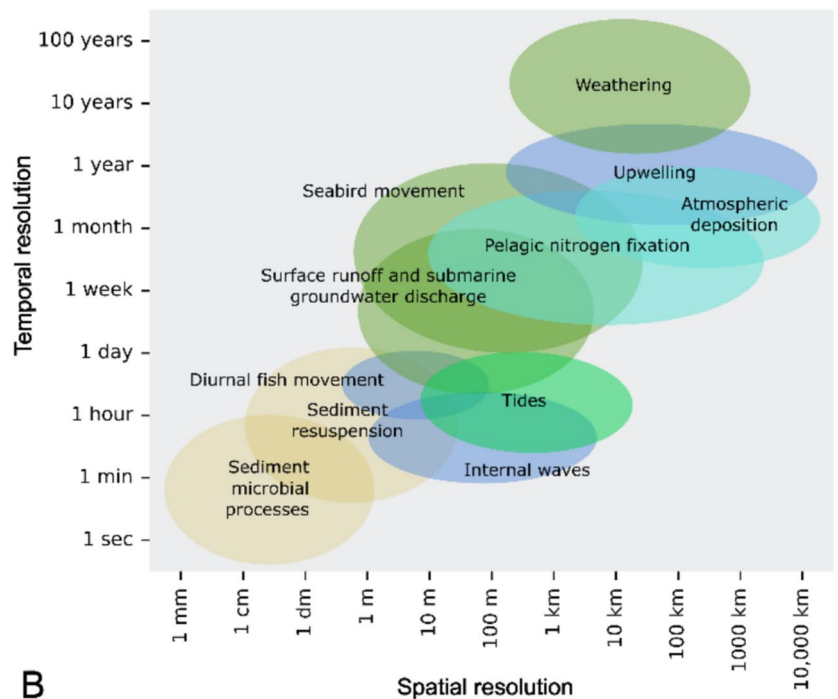 100 years
10 years
1 year
1 month
1 week
1 day
1 hour
1 min
1 sec
Temporal resolution
Weathering
Upwelling
Seabird movement
Atmospheric
deposition
Pelagic nitrogen fixation
Surface runoff and submarine
groundwater discharge
Diurnal fish movement
Tides
Sediment
resuspension
Internal waves
Sediment
microbial
processes
1 mm
1 cm
1 dm
1 m
10 m
100 m
1 km
10 km
100 km
1000 km
10,000 km
B
Spatial resolution